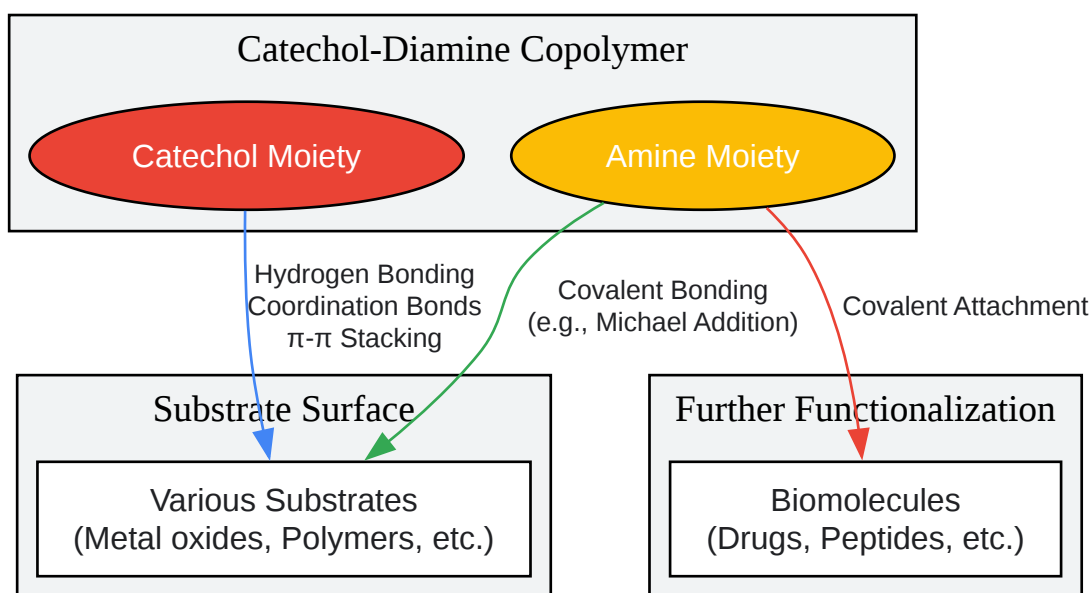 Catechol-Diamine Copolymer
Catechol Moiety
Amine Moiety
Hydrogen Bonding
Coordination Bonds
π-π Stacking
Covalent Bonding
(e.g., Michael Addition)
Covalent Attachment
Substrate Surface
Various Substrates
(Metal oxides, Polymers, etc.)
Further Functionalization
Biomolecules
(Drugs, Peptides, etc.)